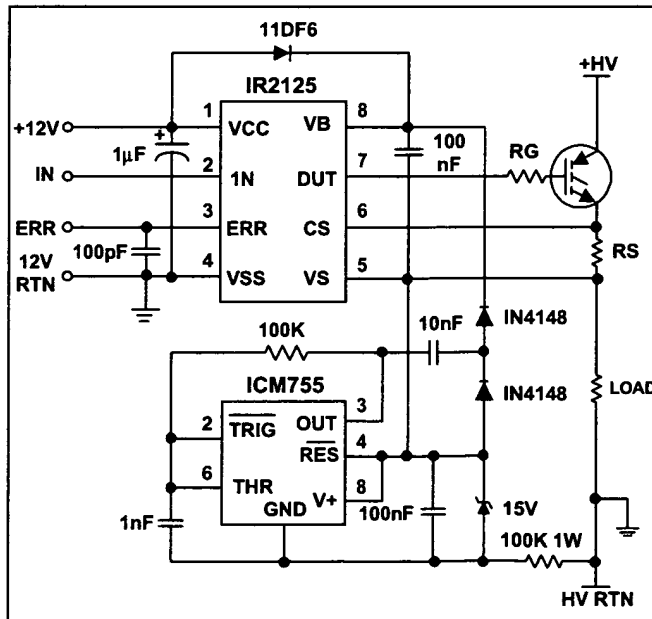 11DF6
IR2125
+HV
+12V
1
VCC
VB
8
+
1µF
100
nF
RG
IN
2
1N
DUT
7
ERR
3
ERR
CS
6
RS
100pF
12V
RTN
4
VSS
VS
5
100K
10nF
IN4148
ICM755
IN4148
LOAD
2
TRIG
OUT
3
RES
4
6
THR
V+
8
GND
1nF
100nF
15V
100K 1W
HV RTN